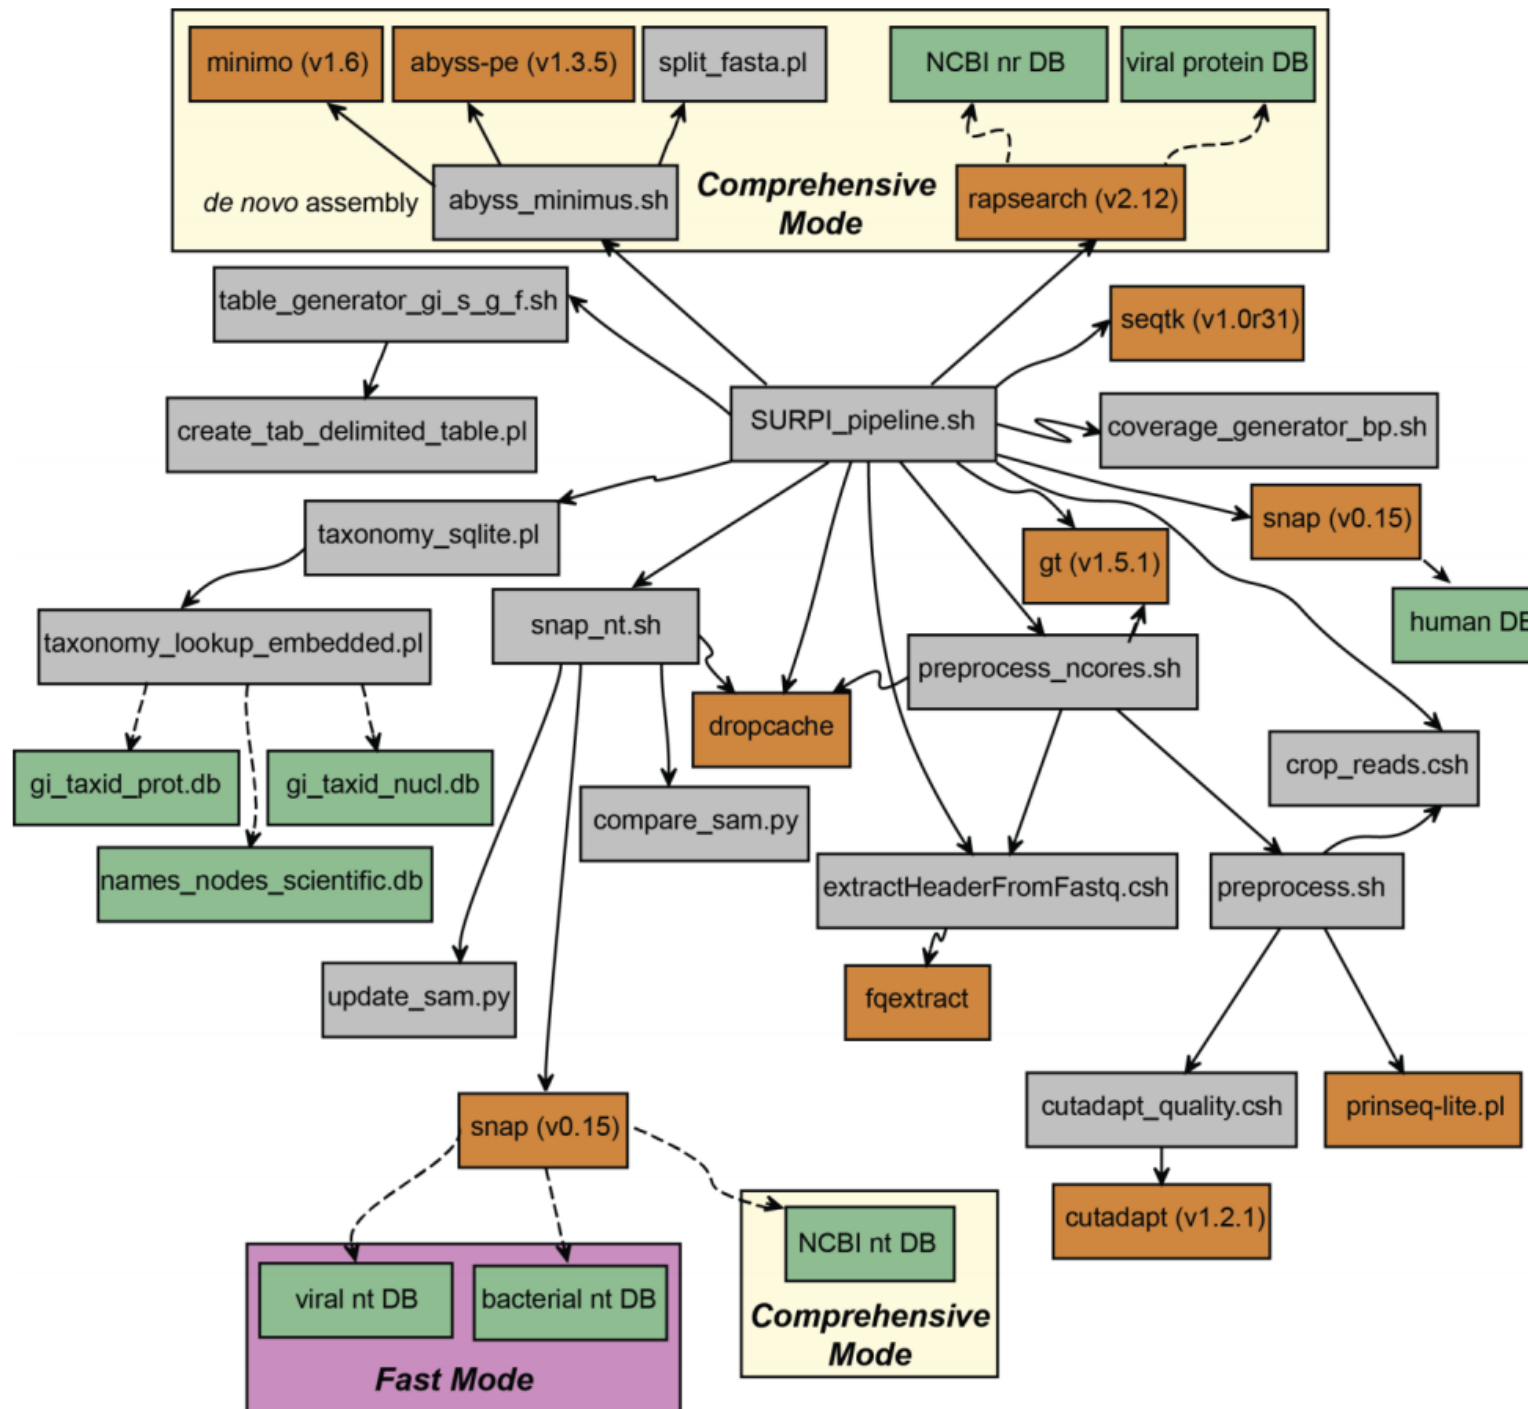 minimo (v1.6)
abyss-pe (v1.3.5)
split_fasta.pl
NCBI nr DB
viral protein DB
de novo assembly
abyss_minimus.sh
Comprehensive
Mode
rapsearch (v2.12)
table_generator_gi_s_g_f.sh
seqtk (v1.0r31)
create_tab_delimited_table.pl
SURPI_pipeline.sh
coverage_generator_bp.sh
taxonomy_sqlite.pl
snap (v0.15)
gt (v1.5.1)
human DB
taxonomy_lookup_embedded.pl
snap_nt.sh
preprocess_ncores.sh
dropcache
gi_taxid_prot.db
gi_taxid_nucl.db
crop_reads.csh
compare_sam.py
names_nodes_scientific.db
extractHeaderFromFastq.csh
preprocess.sh
update_sam.py
fqextract
snap (v0.15)
cutadapt_quality.csh
prinseq-lite.pl
cutadapt (v1.2.1)
NCBI nt DB
Comprehensive
Mode
viral nt DB
bacterial nt DB
Fast Mode